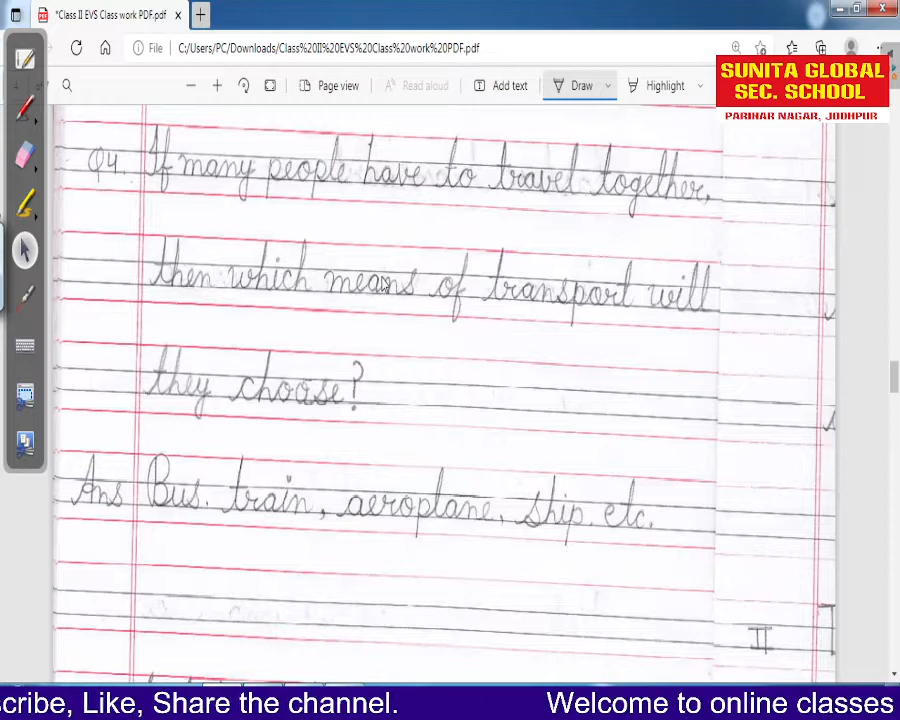 *Class II EVS Class work PDF.pdf
File
C:/Users/PC/Downloads/Class%20II%20EVS%20Class%20work%20PDF.pdf
Page view
Read aloud
Add text
Draw
Highlight
SUNITA GLOBAL
SEC. SCHOOL
PARIHAR NAGAR, JODHPUR
Q4. If many people have to travel together,
then which means of transport will
they choose?
Ans Bus. train, aeroplane, ship. etc.
II
cribe, Like, Share the channel. Welcome to online classes